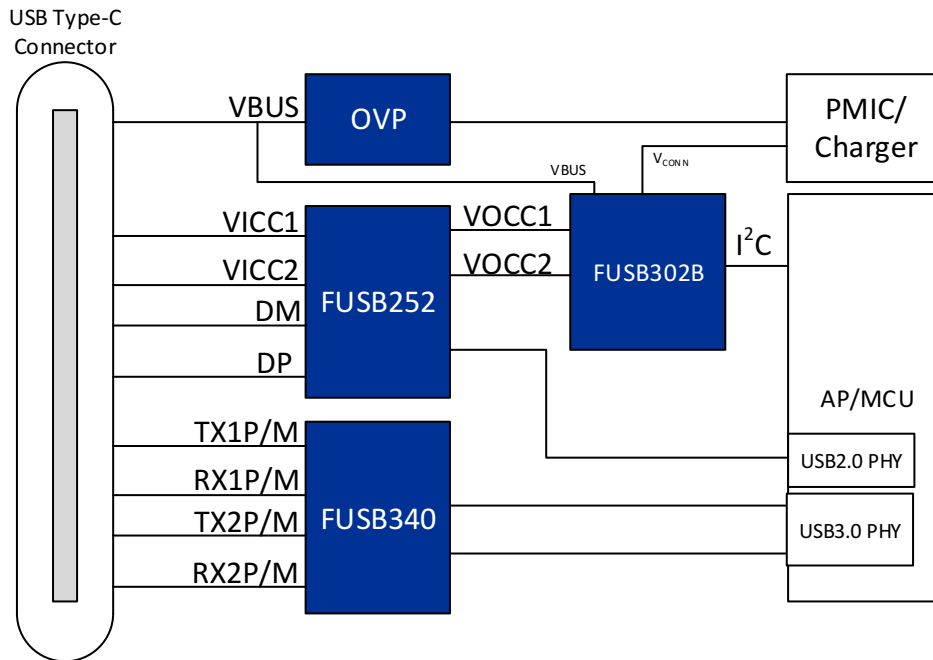 USB Type-C
Connector
VBUS
OVP
PMIC/
Charger
VBUS
VCONN
VICC1
VOCC1
VICC2
VOCC2
I2C
FUSB302B
FUSB252
DM
DP
AP/MCU
TX1P/M
USB2.0 PHY
RX1P/M
FUSB340
TX2P/M
USB3.0 PHY
RX2P/M